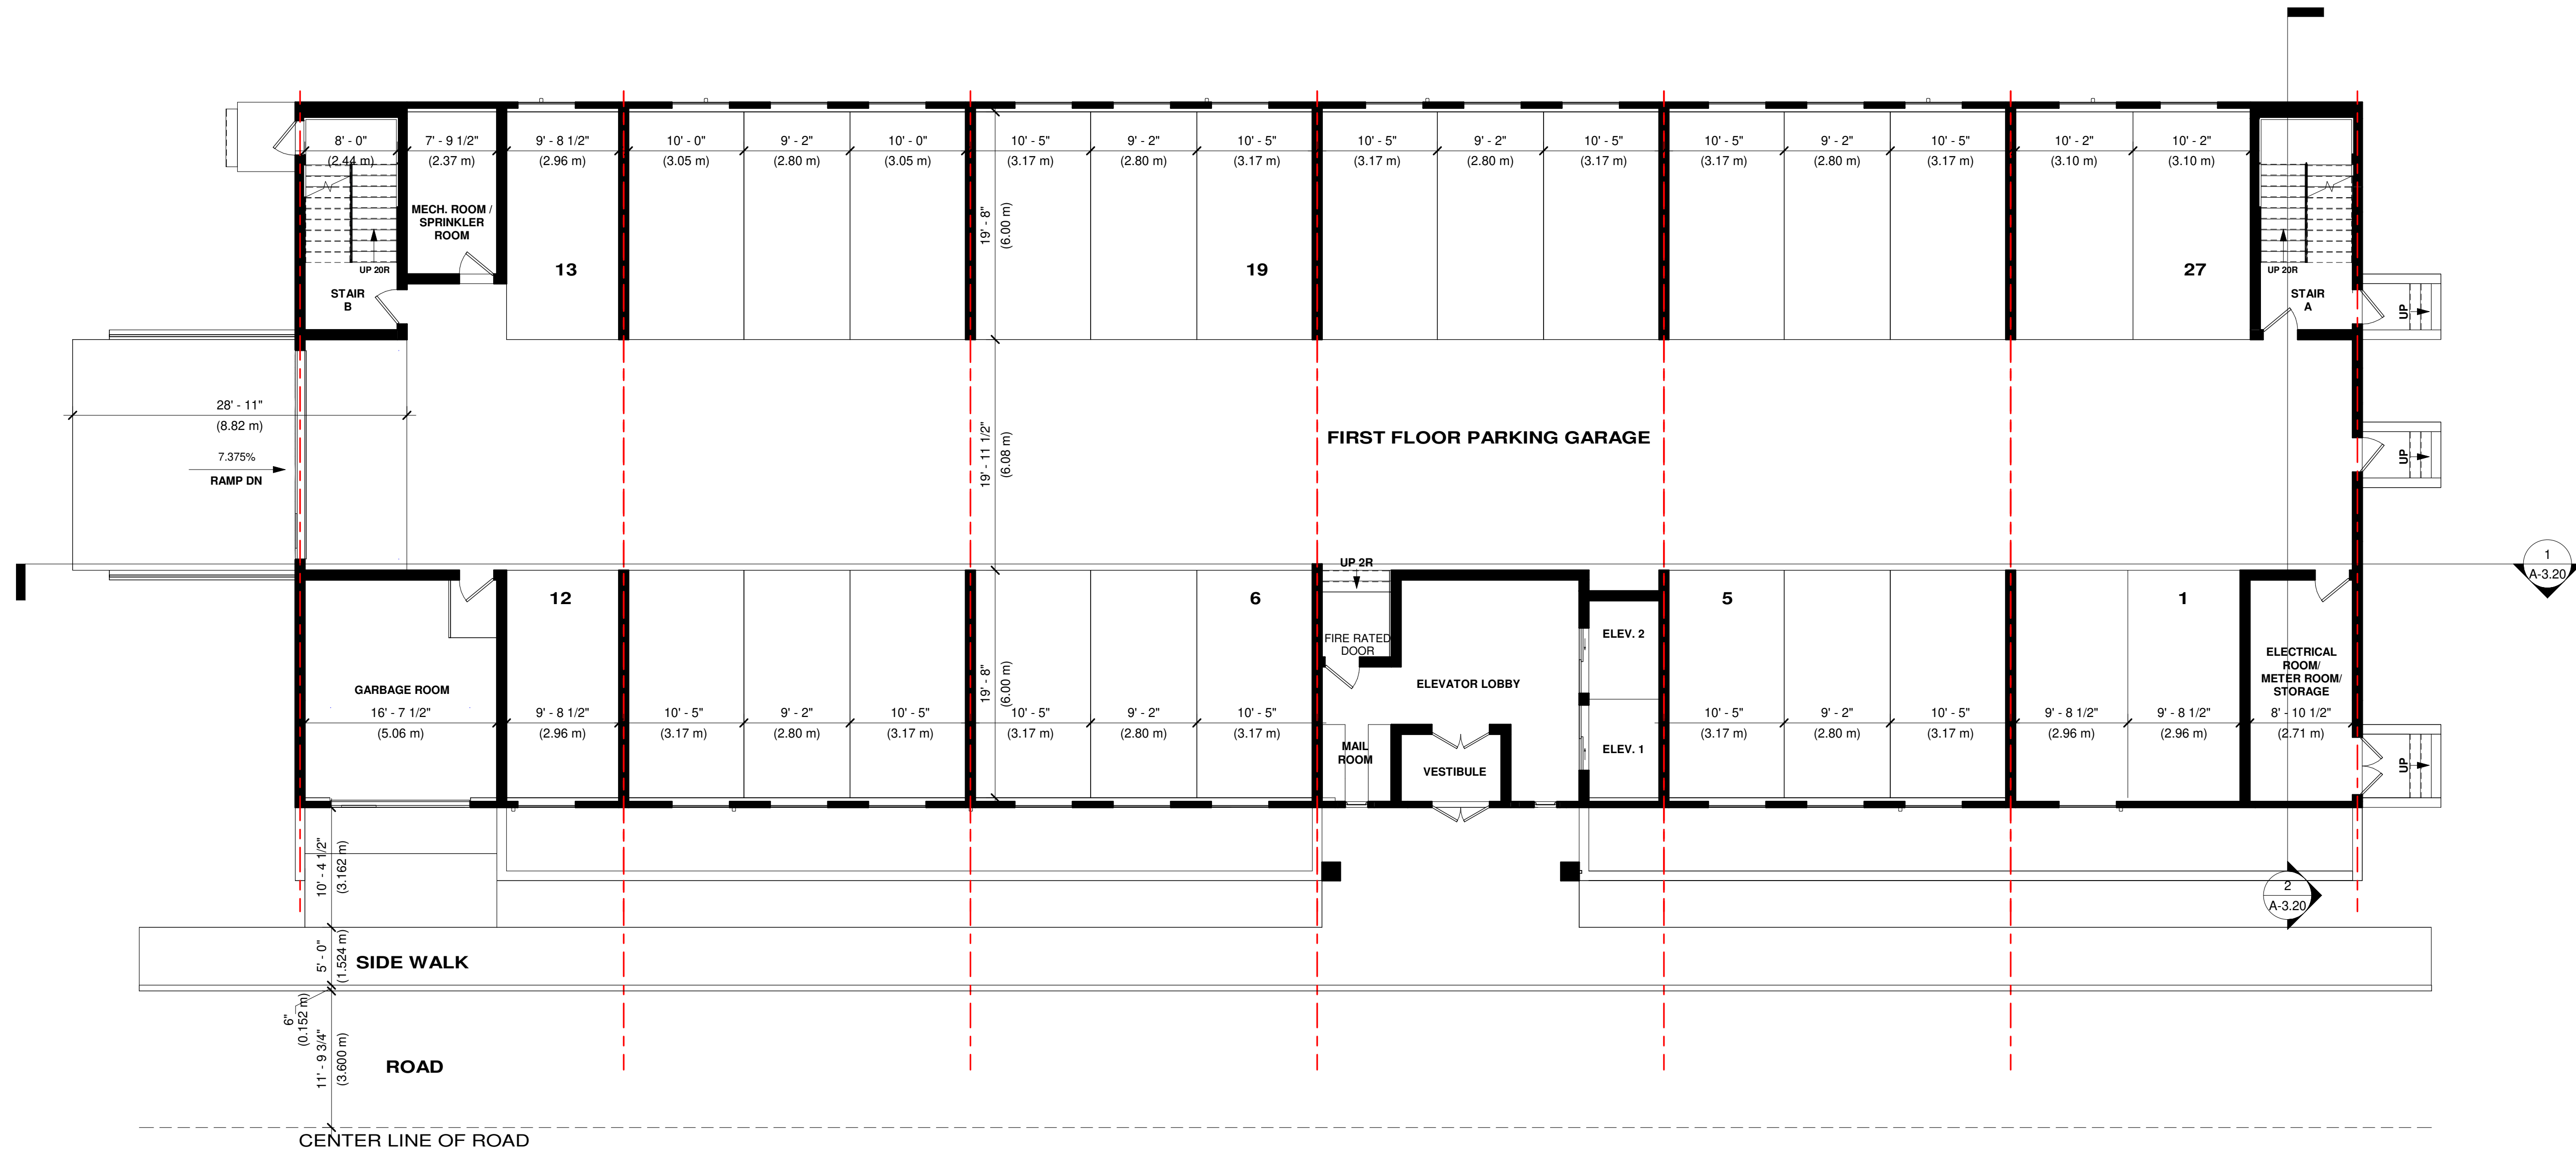 8' - 0"
(2.44 m)
7' - 9 1/2"
(2.37 m)
9' - 8 1/2"
(2.96 m)
10' - 0"
(3.05 m)
9' - 2"
(2.80 m)
10' - 0"
(3.05 m)
10' - 5"
(3.17 m)
9' - 2"
(2.80 m)
10' - 5"
(3.17 m)
10' - 5"
(3.17 m)
9' - 2"
(2.80 m)
10' - 5"
(3.17 m)
10' - 5"
(3.17 m)
9' - 2"
(2.80 m)
10' - 5"
(3.17 m)
10' - 2"
(3.10 m)
10' - 2"
(3.10 m)
MECH. ROOM /
SPRINKLER
ROOM
19' - 8"
(6.00 m)
UP 20R
STAIR
B
13
19
27
UP 20R
STAIR
A
UP
28' - 11"
(8.82 m)
7.375%
RAMP DN
19' - 11 1/2"
(6.08 m)
FIRST FLOOR PARKING GARAGE
UP
1
A-3.20
UP 2R
12
6
5
1
FIRE RATED
DOOR
ELEV. 2
ELEVATOR LOBBY
ELECTRICAL
ROOM/
METER ROOM/
STORAGE
8' - 10 1/2"
(2.71 m)
GARBAGE ROOM
16' - 7 1/2"
(5.06 m)
9' - 8 1/2"
(2.96 m)
10' - 5"
(3.17 m)
9' - 2"
(2.80 m)
10' - 5"
(3.17 m)
19' - 8"
(6.00 m)
10' - 5"
(3.17 m)
9' - 2"
(2.80 m)
10' - 5"
(3.17 m)
MAIL
ROOM
VESTIBULE
ELEV. 1
10' - 5"
(3.17 m)
9' - 2"
(2.80 m)
10' - 5"
(3.17 m)
9' - 8 1/2"
(2.96 m)
9' - 8 1/2"
(2.96 m)
UP
10' - 4 1/2"
(3.162 m)
2
A-3.20
5' - 0"
(1.524 m)
SIDE WALK
6"
(0.152 m)
11' - 9 3/4"
(3.600 m)
ROAD
CENTER LINE OF ROAD